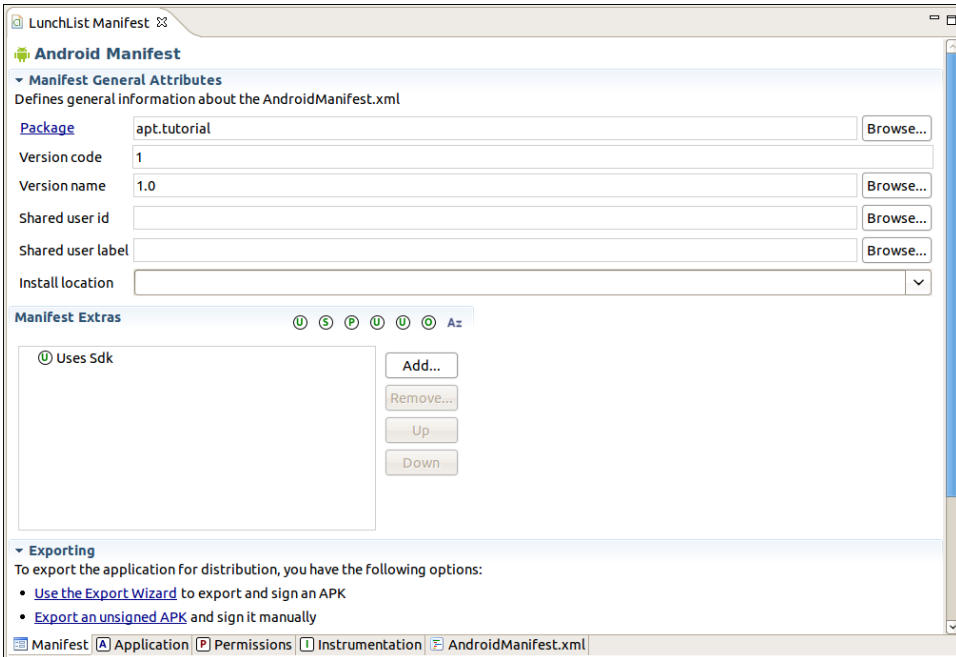 LunchList Manifest
Android Manifest
Manifest General Attributes
Defines general information about the AndroidManifest.xml
Package apt.tutorial Browse...
Version code 1
Version name 1.0 Browse...
Shared user id Browse...
Shared user label Browse...
Install location
Manifest Extras U S P U U O Az
U Uses Sdk
Add...
Remove...
Up
Down
Exporting
To export the application for distribution, you have the following options:
• Use the Export Wizard to export and sign an APK
• Export an unsigned APK and sign it manually
Manifest A Application P Permissions I Instrumentation AndroidManifest.xml